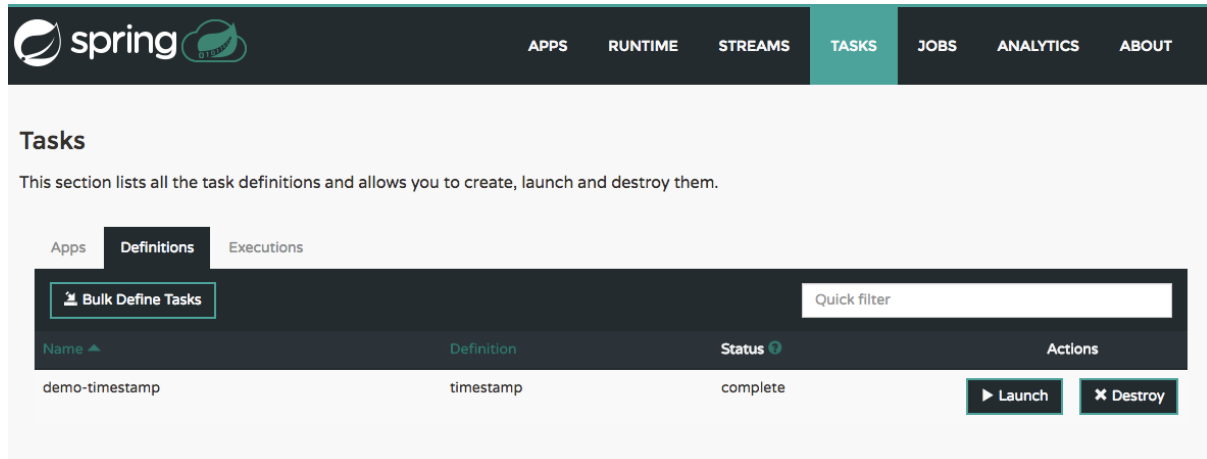 spring
APPS RUNTIME STREAMS TASKS JOBS ANALYTICS ABOUT
Tasks
This section lists all the task definitions and allows you to create, launch and destroy them.
Apps Definitions Executions
Bulk Define Tasks Quick filter
Name Definition Status Actions
demo-timestamp timestamp complete Launch Destroy